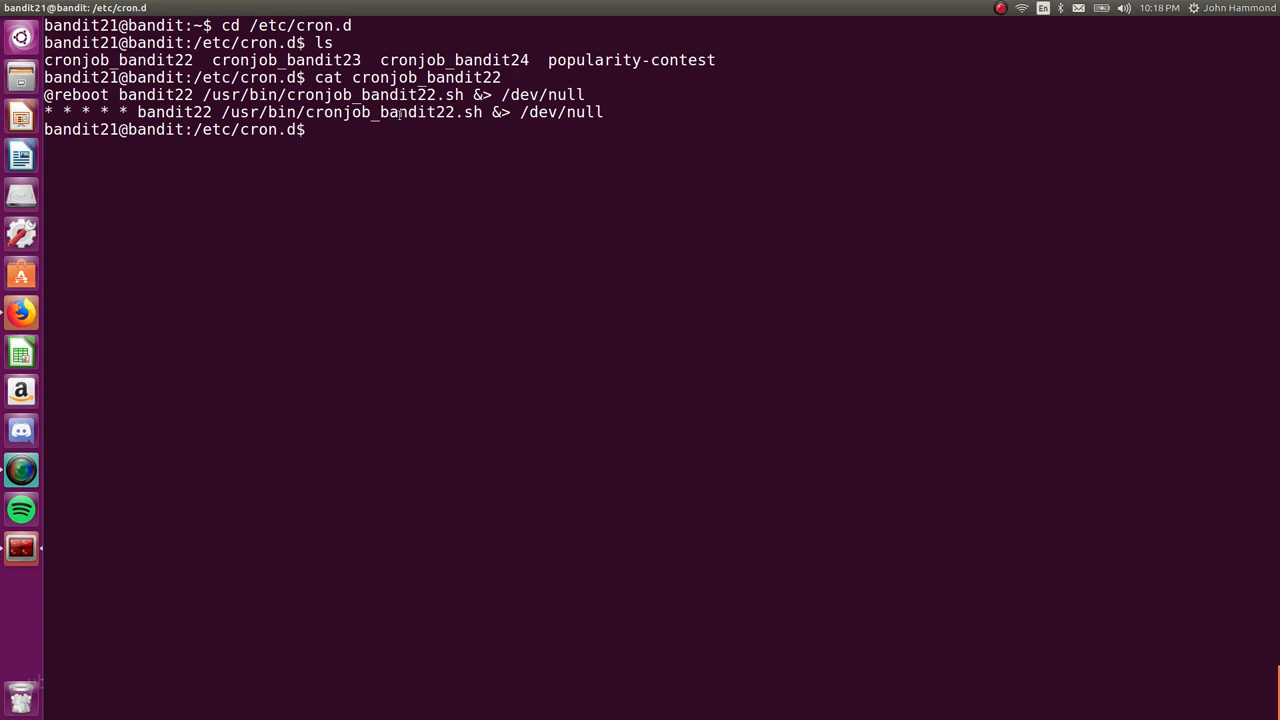 bandit21@bandit: /etc/cron.d
En
10:18 PM
John Hammond
bandit21@bandit:~$ cd /etc/cron.d
bandit21@bandit:/etc/cron.d$ ls
cronjob_bandit22  cronjob_bandit23  cronjob_bandit24  popularity-contest
bandit21@bandit:/etc/cron.d$ cat cronjob_bandit22
@reboot bandit22 /usr/bin/cronjob_bandit22.sh &> /dev/null
* * * * * bandit22 /usr/bin/cronjob_bandit22.sh &> /dev/null
bandit21@bandit:/etc/cron.d$